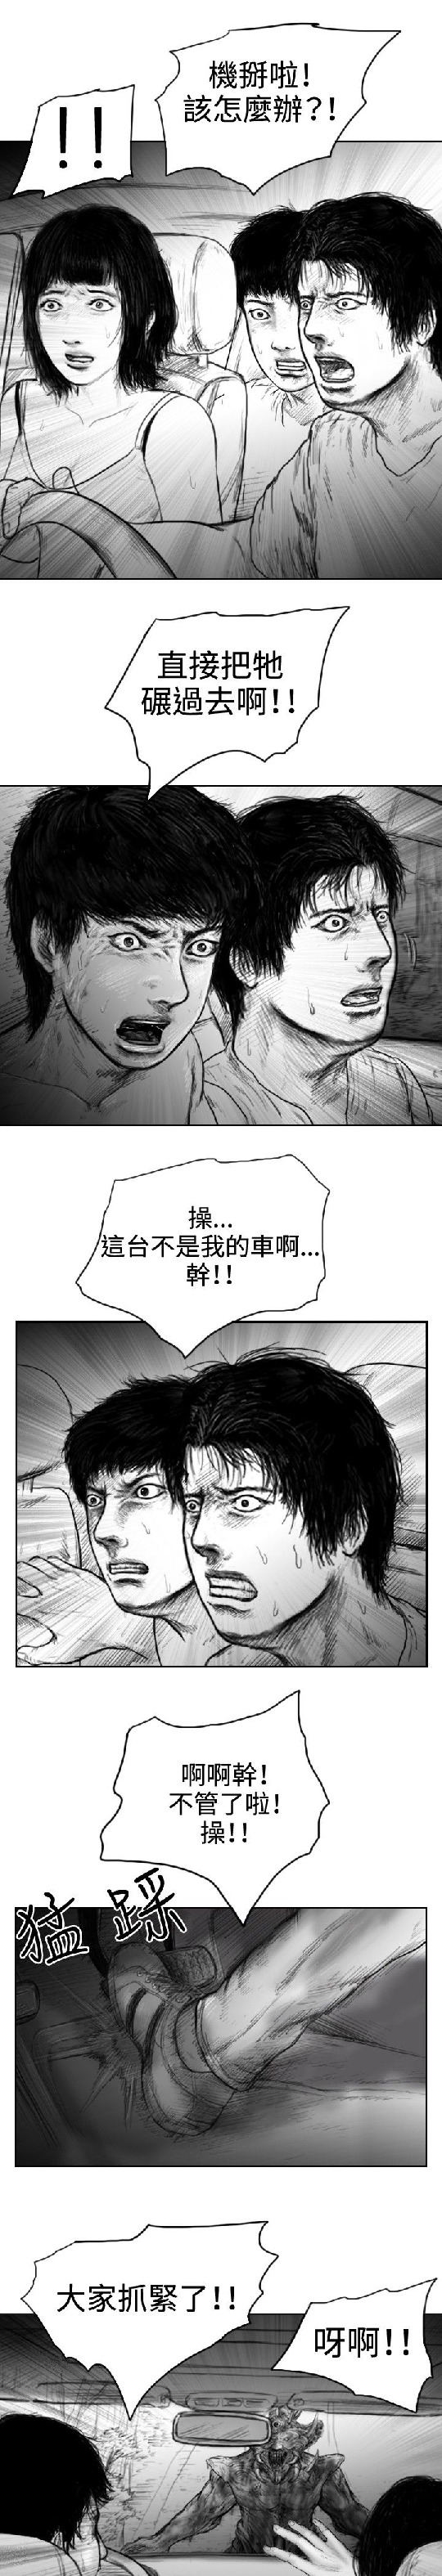 機掰啦！
該怎麼辦？！
！！
直接把牠
碾過去啊！！
操…
這台不是我的車啊…
幹！！
啊啊幹！
不管了啦！
操！！
猛踩
大家抓緊了！！
呀啊！！